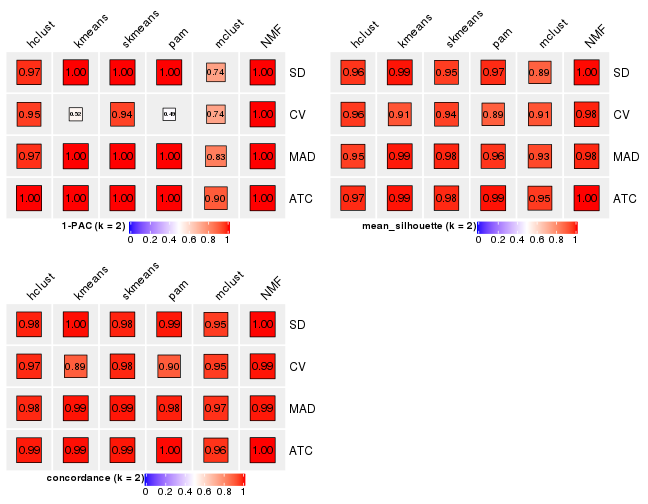 hclust kmeans skmeans pam mclust NMF
0.97 1.00 1.00 1.00 0.74 1.00 SD
0.95 0.52 0.94 0.49 0.74 1.00 CV
0.97 1.00 1.00 1.00 0.83 1.00 MAD
1.00 1.00 1.00 1.00 0.90 1.00 ATC
1-PAC (k = 2)
0 0.2 0.4 0.6 0.8 1
hclust kmeans skmeans pam mclust NMF
0.96 0.99 0.95 0.97 0.89 1.00 SD
0.96 0.91 0.94 0.89 0.91 0.98 CV
0.95 0.99 0.98 0.96 0.93 0.98 MAD
0.97 0.99 0.98 0.99 0.95 1.00 ATC
mean_silhouette (k = 2)
0 0.2 0.4 0.6 0.8 1
hclust kmeans skmeans pam mclust NMF
0.98 1.00 0.98 0.99 0.95 1.00 SD
0.97 0.89 0.98 0.90 0.95 0.99 CV
0.98 0.99 0.99 0.98 0.97 0.99 MAD
0.99 0.99 0.99 1.00 0.96 1.00 ATC
concordance (k = 2)
0 0.2 0.4 0.6 0.8 1